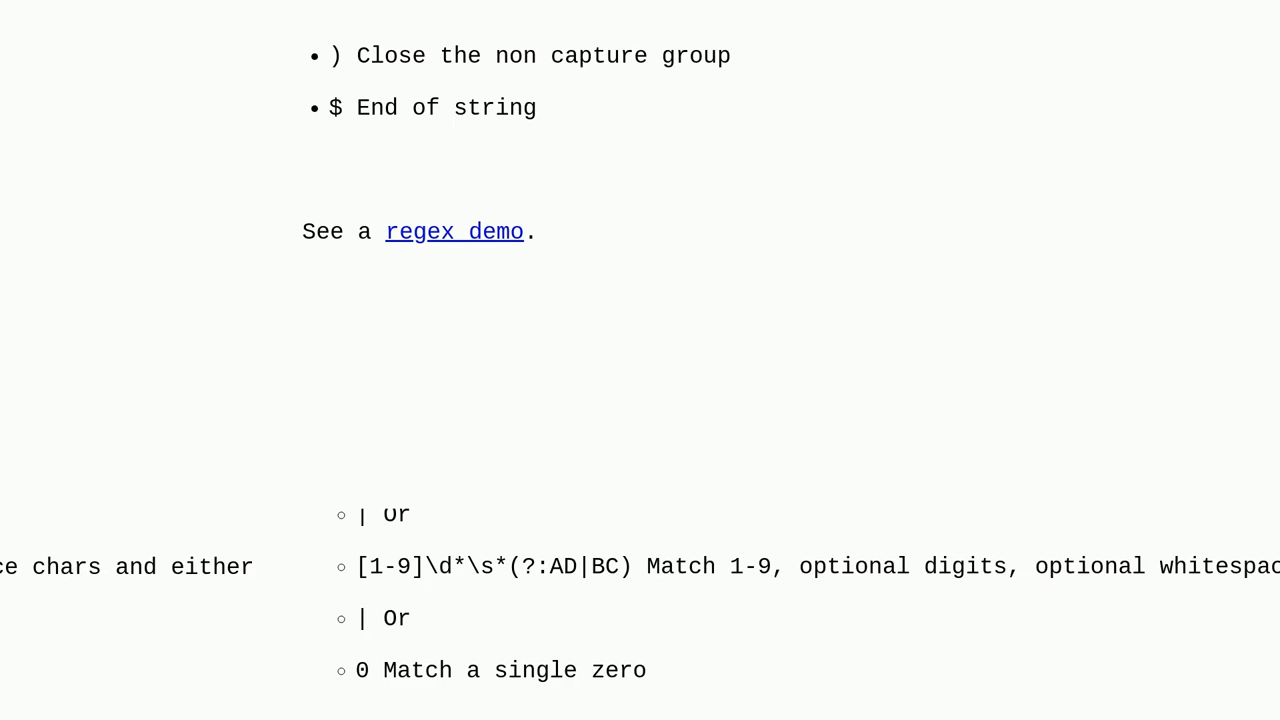 ) Close the non capture group
$ End of string
See a regex demo.
| Or
ce chars and either
[1-9]\d*\s*(?:AD|BC) Match 1-9, optional digits, optional whitespac
| Or
0 Match a single zero